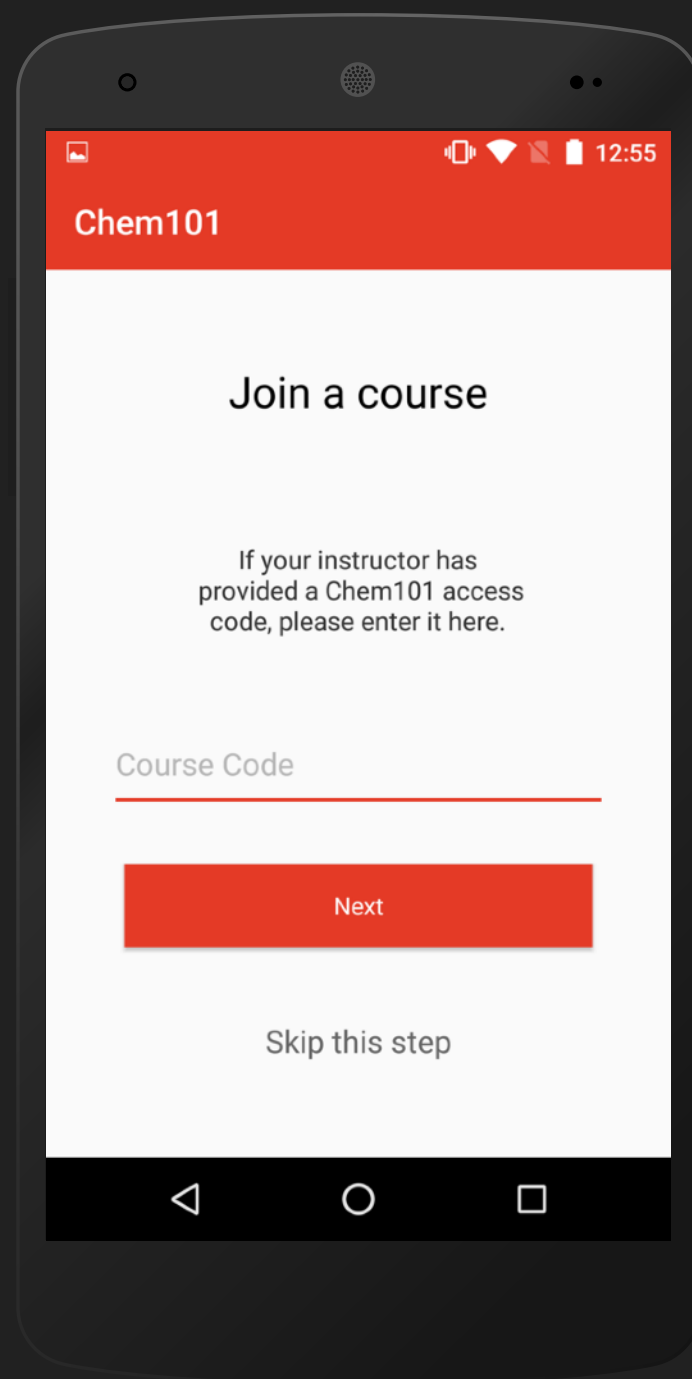 12:55
Chem101
Join a course
If your instructor has
provided a Chem101 access
code, please enter it here.
Course Code
Next
Skip this step